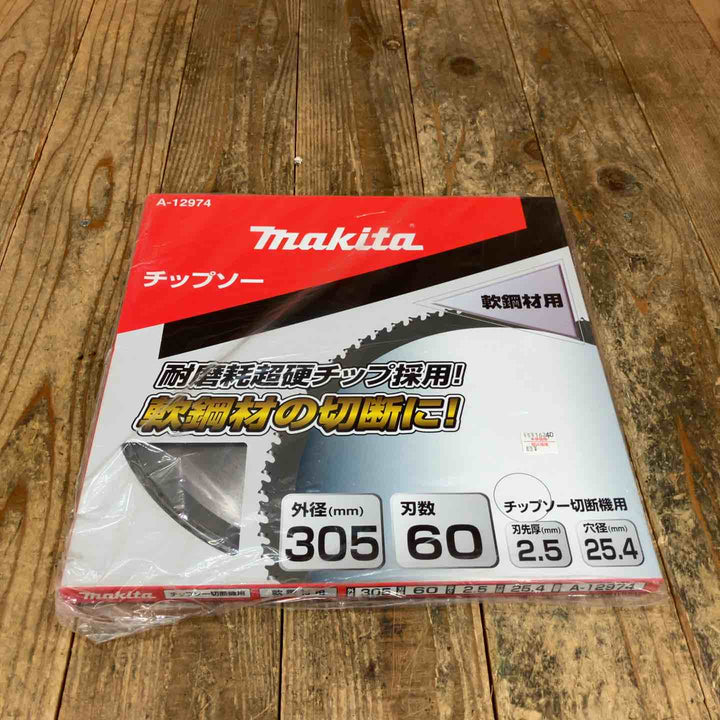 A-12974
makita
チップソー
軟鋼材用
耐磨耗超硬チップ採用!
軟鋼材の切断に!
チップソー切断機用
外径(mm) 305
刃数 60
刃先厚(mm) 2.5
穴径(mm) 25.4
makita チップソー切断機用 305 60 2.5 25.4 A-12974